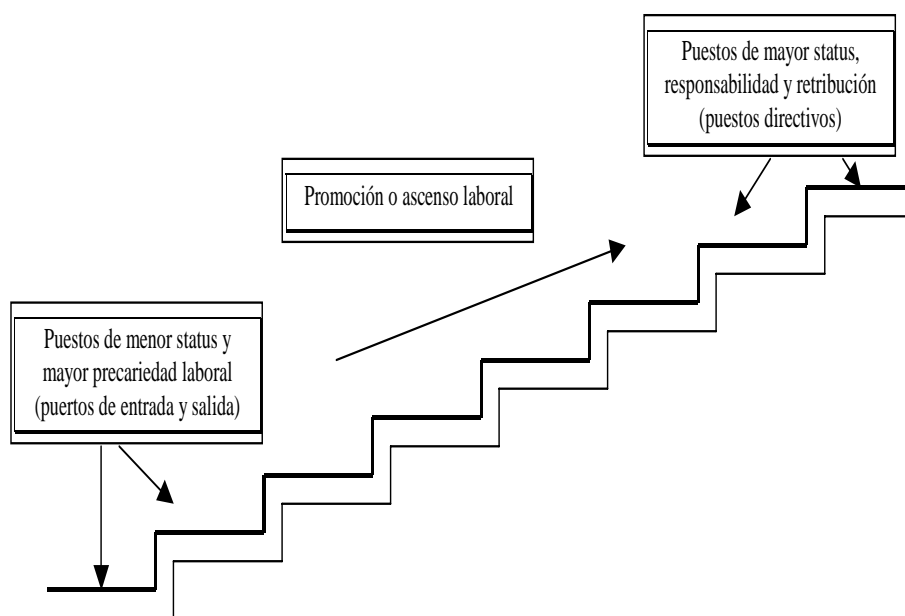 Puestos de mayor status,
responsabilidad y retribución
(puestos directivos)
Promoción o ascenso laboral
Puestos de menor status y
mayor precariedad laboral
(puertos de entrada y salida)